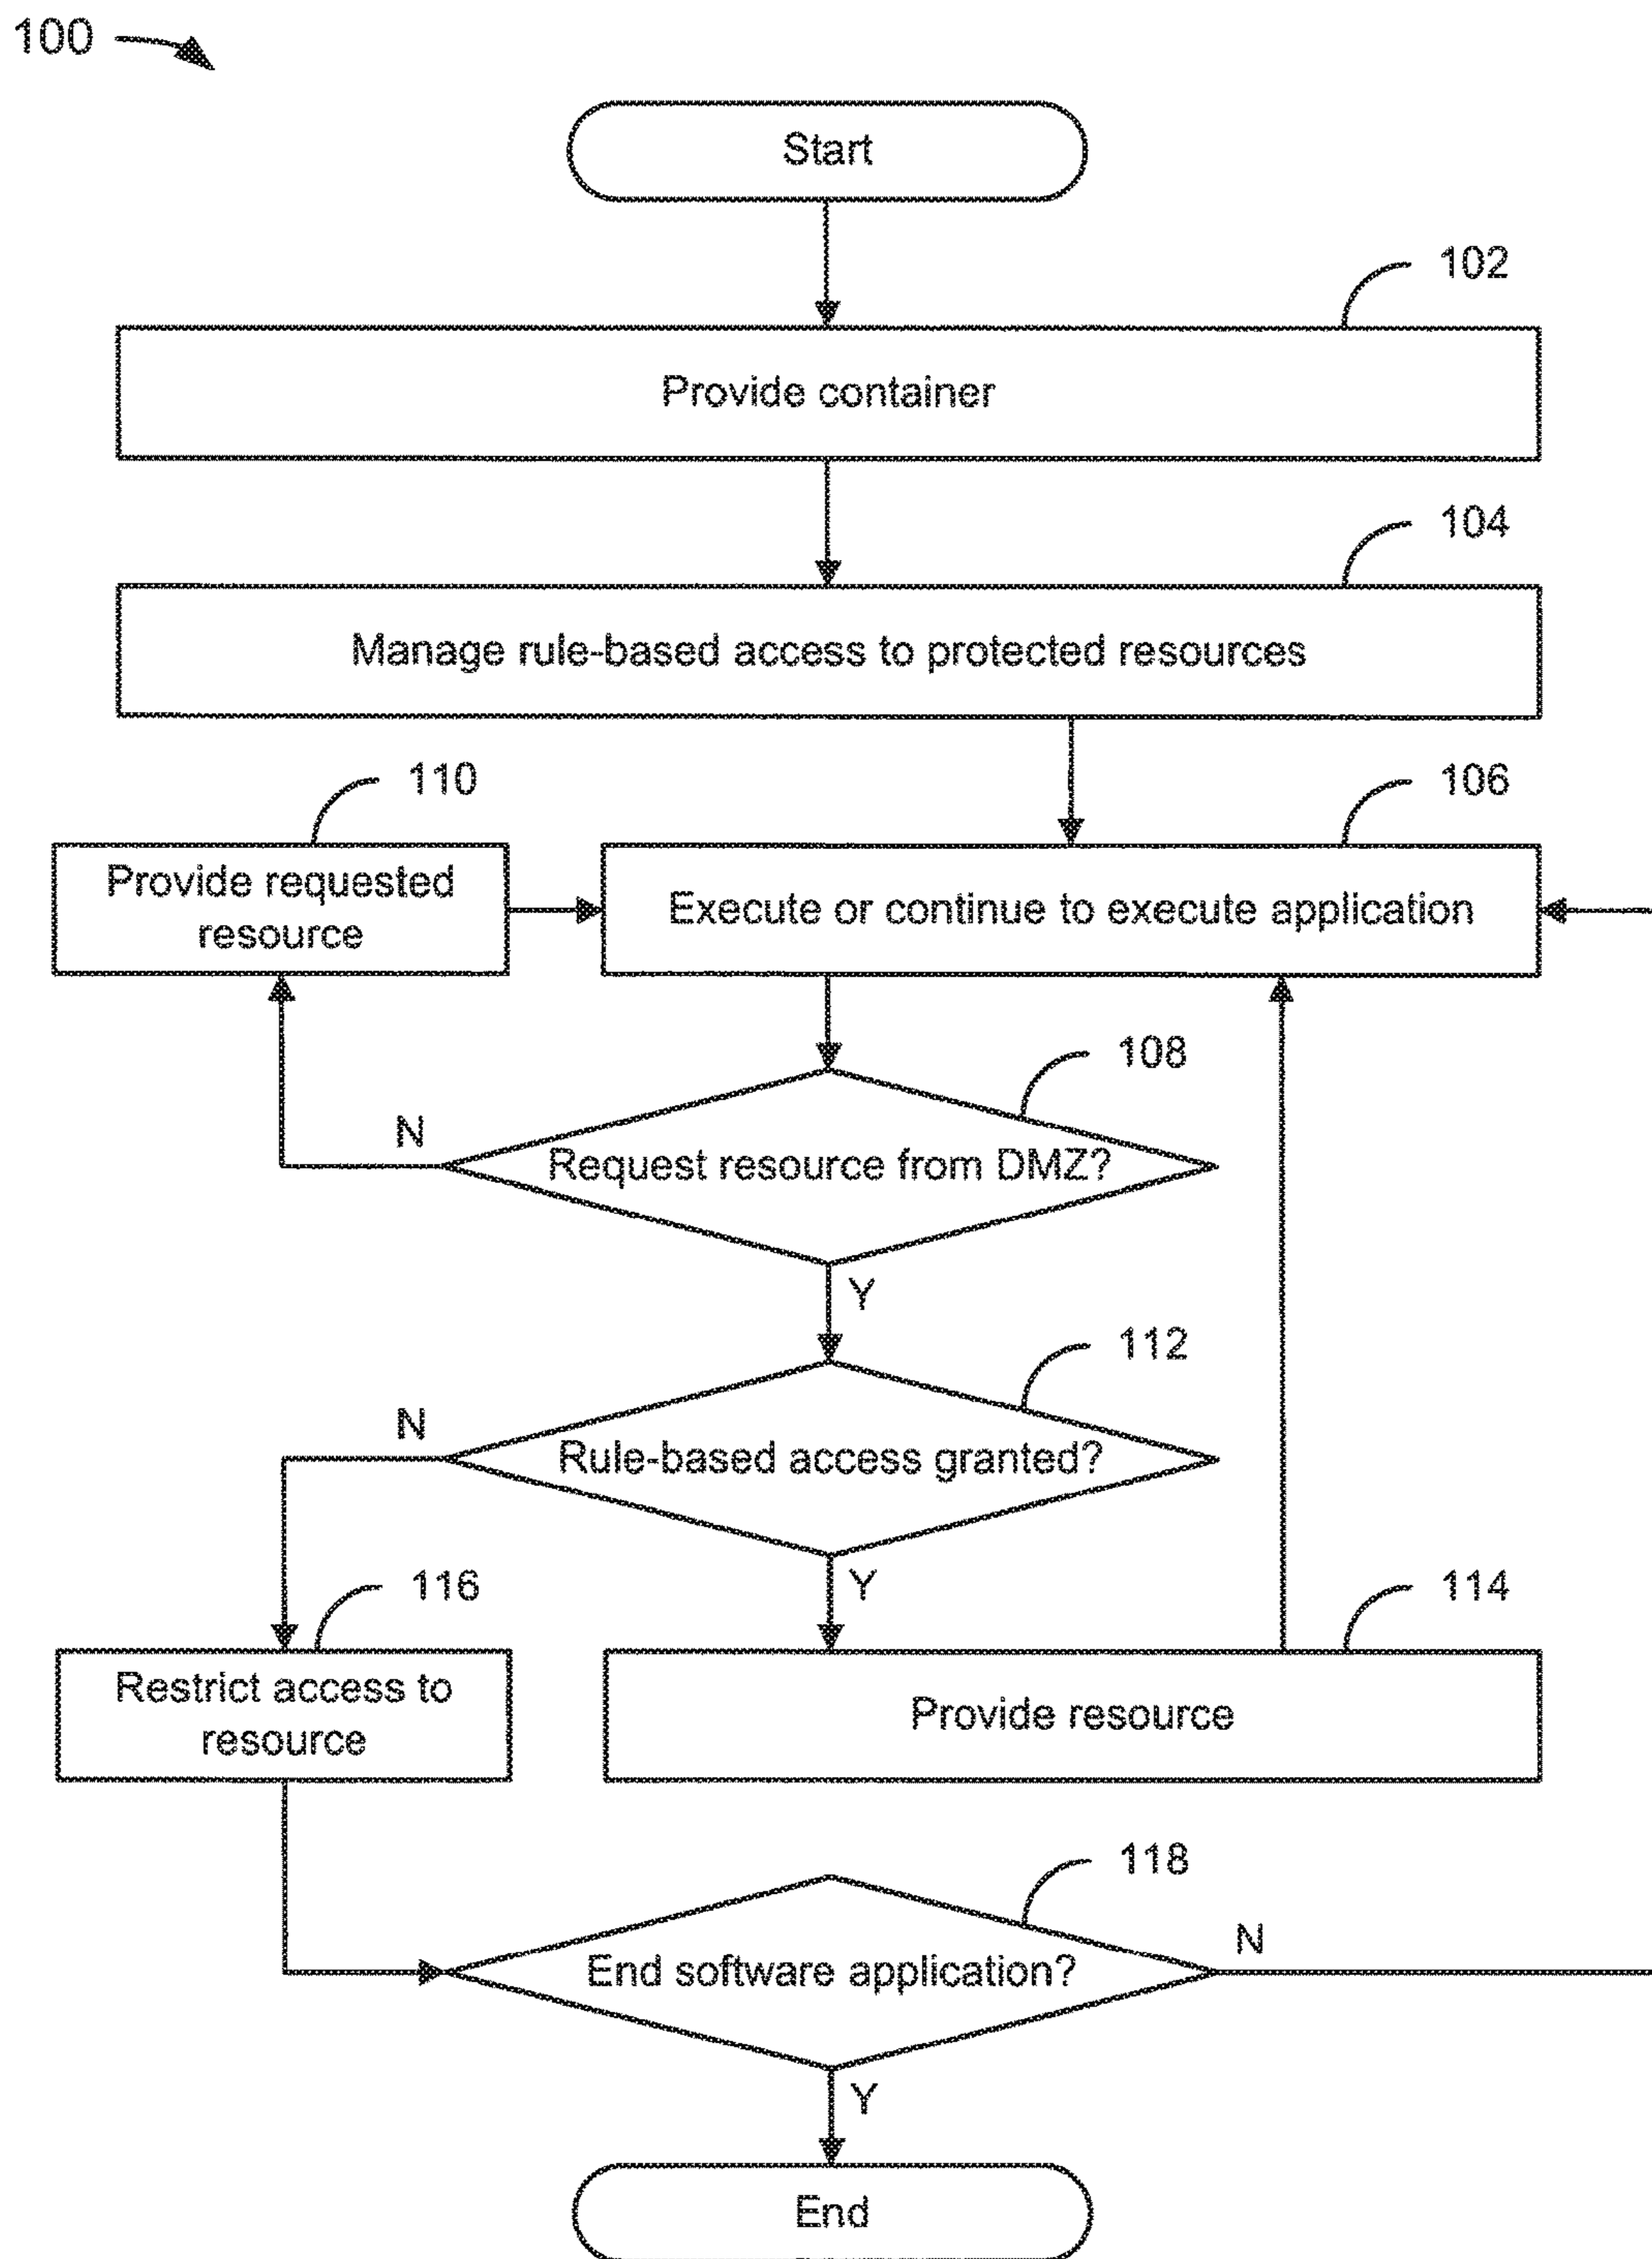 100
Start
102
Provide container
104
Manage rule-based access to protected resources
110
106
Provide requested
resource
Execute or continue to execute application
108
N
Request resource from DMZ?
Y
112
N
Rule-based access granted?
Y
116
114
Restrict access to
resource
Provide resource
118
N
End software application?
Y
End